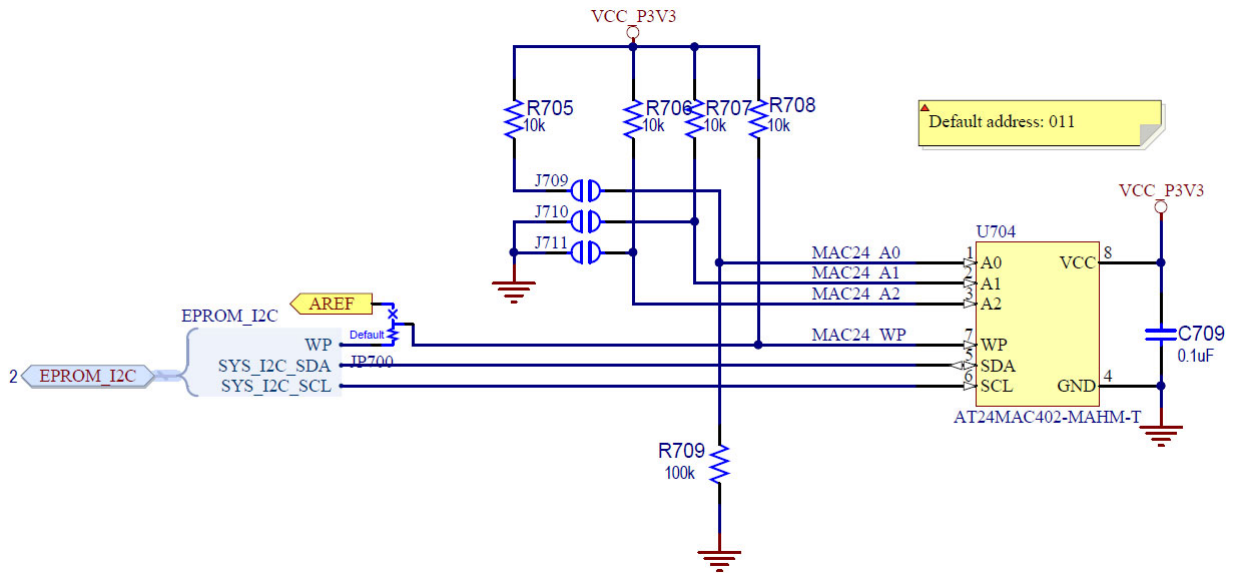 VCC_P3V3
R705
10k
R706
10k
R707
10k
R708
10k
Default address: 011
J709
J710
J711
VCC_P3V3
U704
MAC24_A0
1
A0
VCC
8
MAC24_A1
2
A1
MAC24_A2
3
A2
AREF
EPROM_I2C
Default
WP
MAC24_WP
7
WP
C709
0.1uF
SYS_I2C_SDA
JP700
5
SDA
2
EPROM_I2C
SYS_I2C_SCL
6
SCL
GND
4
AT24MAC402-MAHM-T
R709
100k